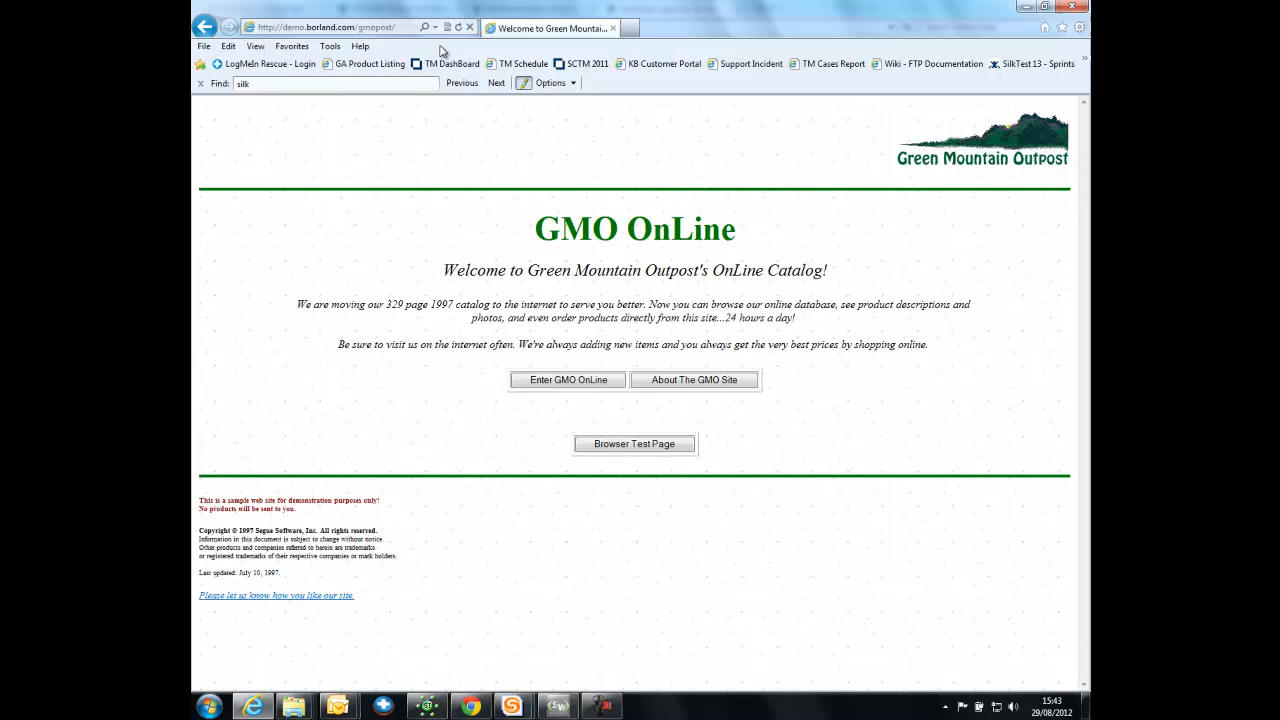 http://demo.borland.com/gmopost/
Welcome to Green Mountai...
File Edit View Favorites Tools Help
LogMeIn Rescue - Login GA Product Listing TM DashBoard TM Schedule SCTM 2011 KB Customer Portal Support Incident TM Cases Report Wiki - FTP Documentation SilkTest 13 - Sprints
Find: silk Previous Next Options
Green Mountain Outpost
GMO OnLine
Welcome to Green Mountain Outpost's OnLine Catalog!
We are moving our 329 page 1997 catalog to the internet to serve you better. Now you can browse our online database, see product descriptions and
photos, and even order products directly from this site...24 hours a day!
Be sure to visit us on the internet often. We're always adding new items and you always get the very best prices by shopping online.
Enter GMO OnLine About The GMO Site
Browser Test Page
This is a sample web site for demonstration purposes only!
No products will be sent to you.
Copyright © 1997 Segue Software, Inc. All rights reserved.
Information in this document is subject to change without notice.
Other products and companies referred to herein are trademarks
or registered trademarks of their respective companies or mark holders.
Last updated: July 10, 1997.
Please let us know how you like our site.
15:43
29/08/2012